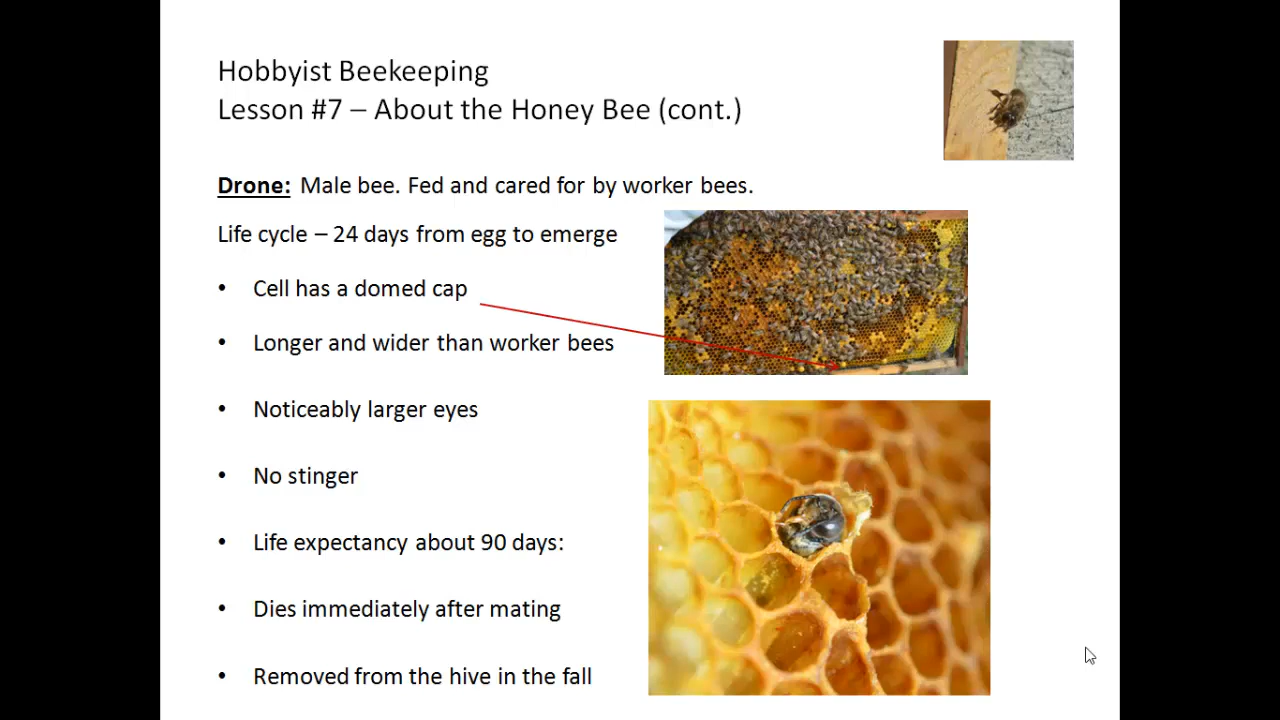 Hobbyist Beekeeping
Lesson #7 – About the Honey Bee (cont.)
Drone: Male bee. Fed and cared for by worker bees.
Life cycle – 24 days from egg to emerge
• Cell has a domed cap
• Longer and wider than worker bees
• Noticeably larger eyes
• No stinger
• Life expectancy about 90 days:
• Dies immediately after mating
• Removed from the hive in the fall